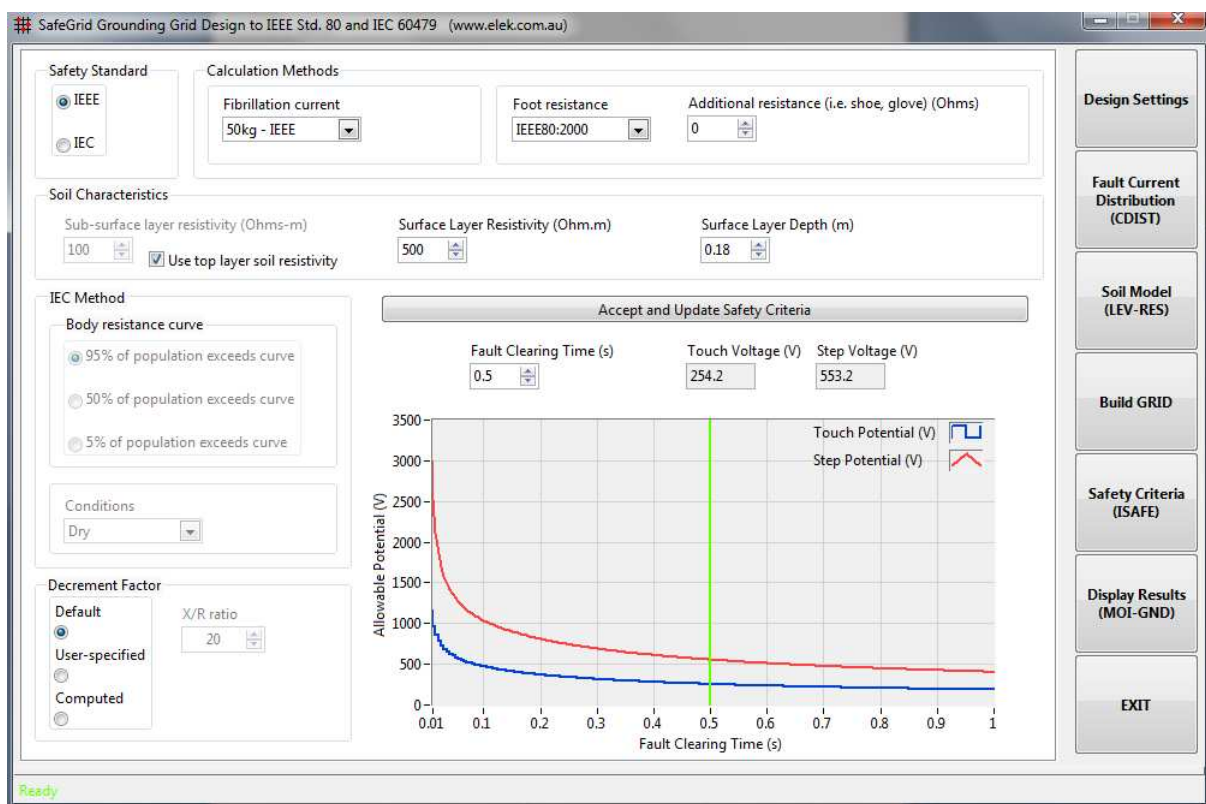 SafeGrid Grounding Grid Design to IEEE Std. 80 and IEC 60479 (www.elek.com.au)
Safety Standard
IEEE
IEC
Calculation Methods
Fibrillation current
50kg - IEEE
Foot resistance
IEEE80:2000
Additional resistance (i.e. shoe, glove) (Ohms)
0
Soil Characteristics
Sub-surface layer resistivity (Ohms-m)
100
Use top layer soil resistivity
Surface Layer Resistivity (Ohm.m)
500
Surface Layer Depth (m)
0.18
IEC Method
Body resistance curve
95% of population exceeds curve
50% of population exceeds curve
5% of population exceeds curve
Conditions
Dry
Decrement Factor
Default
User-specified
Computed
X/R ratio
20
Accept and Update Safety Criteria
Fault Clearing Time (s)
0.5
Touch Voltage (V)
254.2
Step Voltage (V)
553.2
Touch Potential (V)
Step Potential (V)
Allowable Potential (V)
3500
3000
2500
2000
1500
1000
500
0
0.01 0.1 0.2 0.3 0.4 0.5 0.6 0.7 0.8 0.9 1
Fault Clearing Time (s)
Design Settings
Fault Current
Distribution
(CDIST)
Soil Model
(LEV-RES)
Build GRID
Safety Criteria
(ISAFE)
Display Results
(MOI-GND)
EXIT
Ready